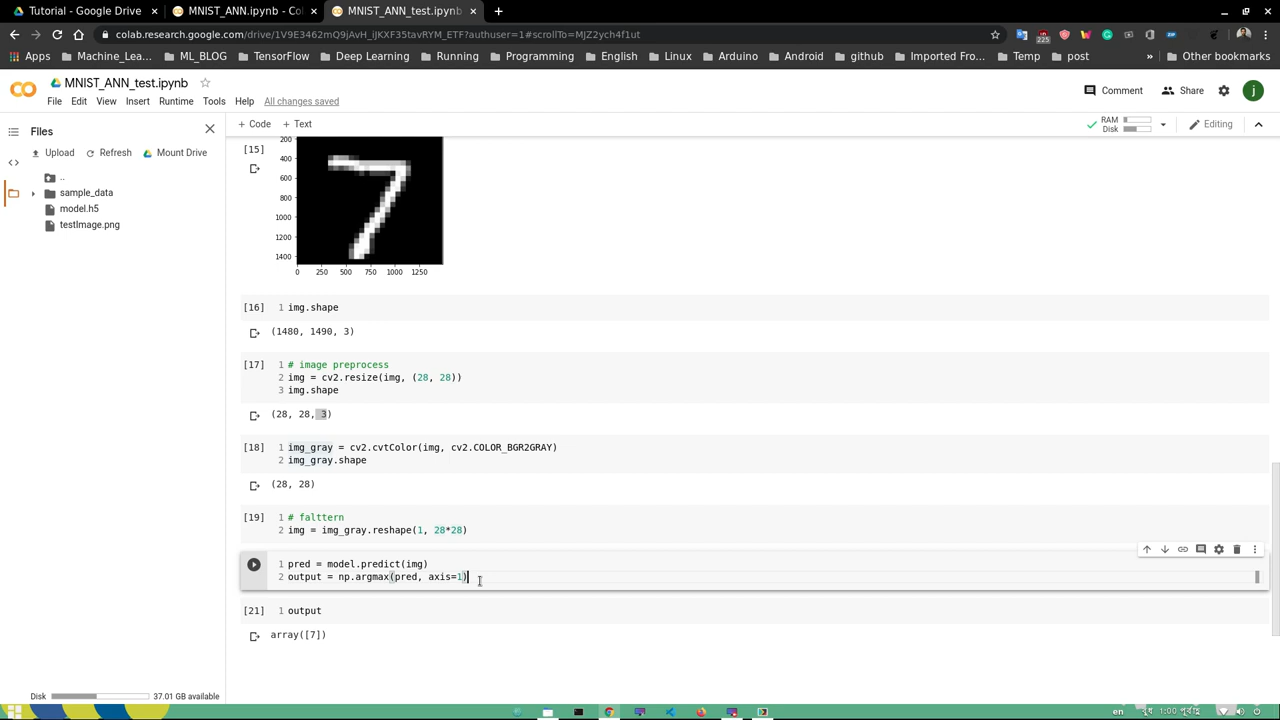 Tutorial - Google Drive
MNIST_ANN.ipynb - Col
MNIST_ANN_test.ipynb
colab.research.google.com/drive/1V9E3462mQ9jAvH_iJKXF35tavRYM_ETF?authuser=1#scrollTo=MJZ2ych4f1ut
225
Apps Machine_Lea… ML_BLOG TensorFlow Deep Learning Running Programming English Linux Arduino Android github Imported Fro… Temp post Other bookmarks
CO MNIST_ANN_test.ipynb
Comment Share j
File Edit View Insert Runtime Tools Help All changes saved
Files
+ Code + Text
RAM
Disk
Editing
Upload Refresh Mount Drive
..
sample_data
model.h5
testImage.png
[15]
200
400
600
800
1000
1200
1400
0 250 500 750 1000 1250
7
[16] 1 img.shape
(1480, 1490, 3)
[17] 1 # image preprocess
2 img = cv2.resize(img, (28, 28))
3 img.shape
(28, 28, 3)
[18] 1 img_gray = cv2.cvtColor(img, cv2.COLOR_BGR2GRAY)
2 img_gray.shape
(28, 28)
[19] 1 # falttern
2 img = img_gray.reshape(1, 28*28)
1 pred = model.predict(img)
2 output = np.argmax(pred, axis=1)
[21] 1 output
array([7])
Disk 37.01 GB available
en 1:00